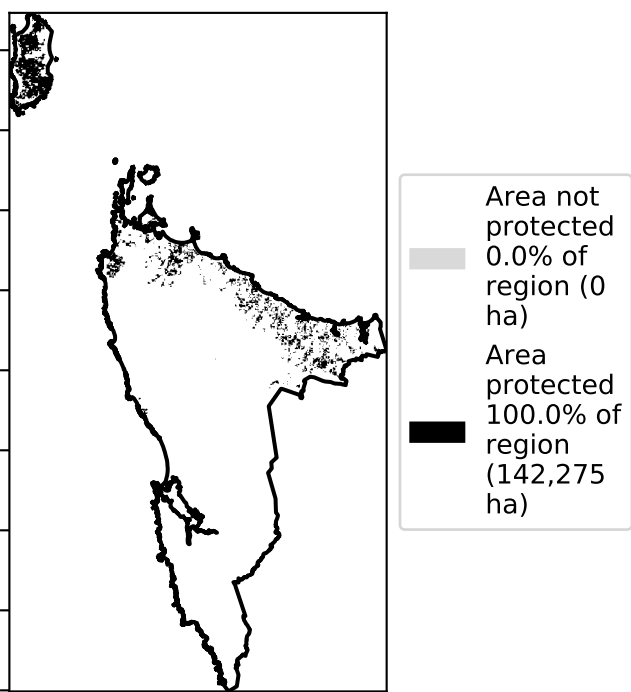 Area not
protected
0.0% of
region (0
ha)
Area
protected
100.0% of
region
(142,275
ha)